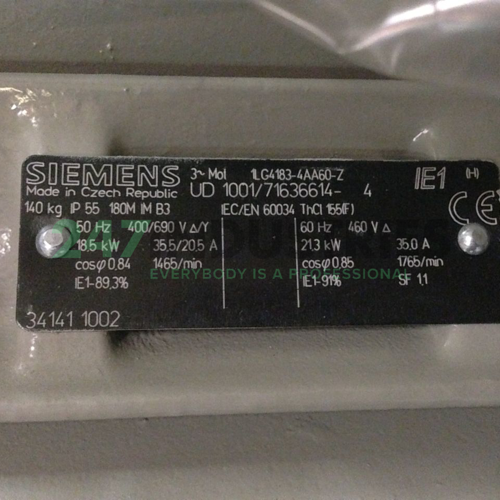 SIEMENS 3~ Mot 1LG4183-4AA60-Z IE1 (H)
Made in Czech Republic UD 1001/71636614- 4
140 kg IP 55 180M IM B3 IEC/EN 60034 ThCl 155(F) CE
50 Hz 400/690 V Δ/Y 60 Hz 460 V Δ
18.5 kW 35.5/20.5 A 21.3 kW 35.0 A
cosφ 0.84 1465/min cosφ 0.85 1765/min
IE1-89,3% IE1-91% SF 1.1
34141 1002
247 INDUSTRIES
EVERYBODY IS A PROFESSIONAL